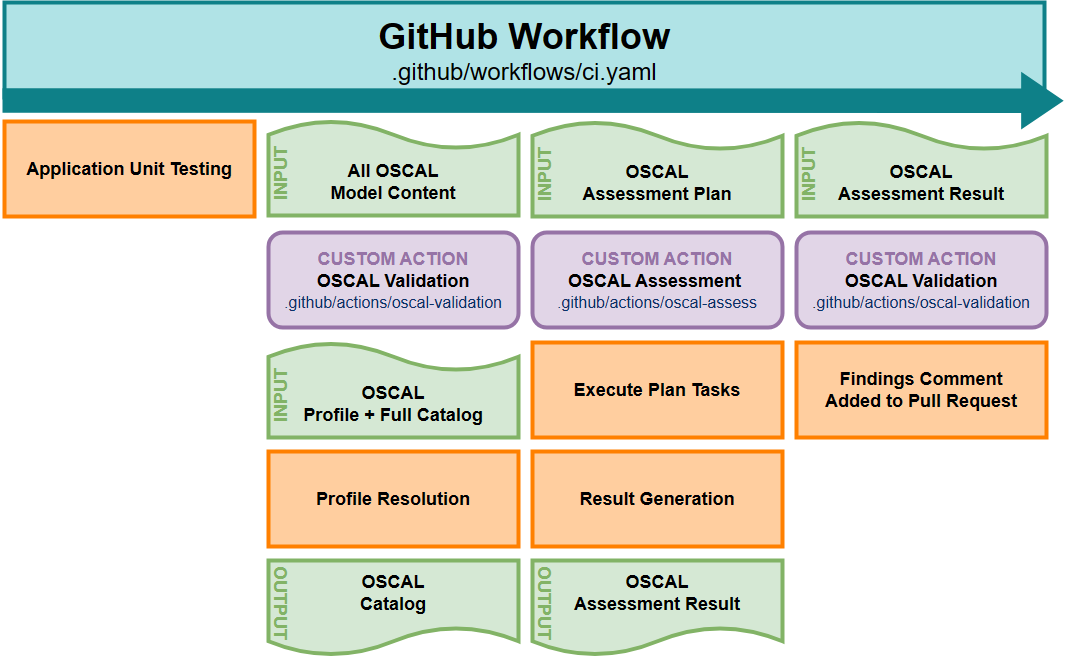 GitHub Workflow
.github/workflows/ci.yaml
Application Unit Testing
INPUT
All OSCAL
Model Content
CUSTOM ACTION
OSCAL Validation
.github/actions/oscal-validation
INPUT
OSCAL
Profile + Full Catalog
Profile Resolution
OUTPUT
OSCAL
Catalog
INPUT
OSCAL
Assessment Plan
CUSTOM ACTION
OSCAL Assessment
.github/actions/oscal-assess
Execute Plan Tasks
Result Generation
OUTPUT
OSCAL
Assessment Result
INPUT
OSCAL
Assessment Result
CUSTOM ACTION
OSCAL Validation
.github/actions/oscal-validation
Findings Comment
Added to Pull Request